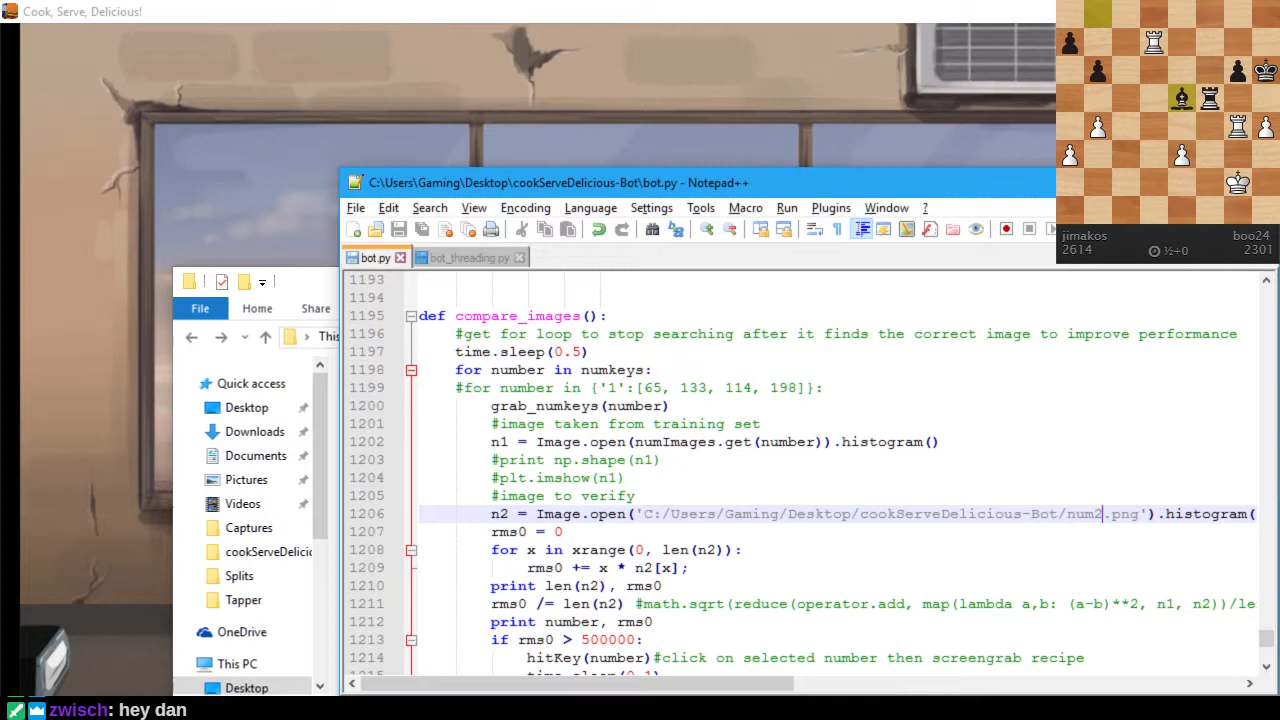 Cook, Serve, Delicious!
C:\Users\Gaming\Desktop\cookServeDelicious-Bot\bot.py - Notepad++
File Edit Search View Encoding Language Settings Tools Macro Run Plugins Window ?
bot.py bot_threading.py
jimakos boo24
2614 ½+0 2301
File Home Share
This
Quick access
Desktop
Downloads
Documents
Pictures
Videos
Captures
cookServeDelici
Splits
Tapper
OneDrive
This PC
Desktop
1193
1194
1195 def compare_images():
1196 #get for loop to stop searching after it finds the correct image to improve performance
1197 time.sleep(0.5)
1198 for number in numkeys:
1199 #for number in {'1':[65, 133, 114, 198]}:
1200 grab_numkeys(number)
1201 #image taken from training set
1202 n1 = Image.open(numImages.get(number)).histogram()
1203 #print np.shape(n1)
1204 #plt.imshow(n1)
1205 #image to verify
1206 n2 = Image.open('C:/Users/Gaming/Desktop/cookServeDelicious-Bot/num2.png').histogram(
1207 rms0 = 0
1208 for x in xrange(0, len(n2)):
1209 rms0 += x * n2[x];
1210 print len(n2), rms0
1211 rms0 /= len(n2) #math.sqrt(reduce(operator.add, map(lambda a,b: (a-b)**2, n1, n2))/le
1212 print number, rms0
1213 if rms0 > 500000:
1214 hitKey(number)#click on selected number then screengrab recipe
zwisch: hey dan